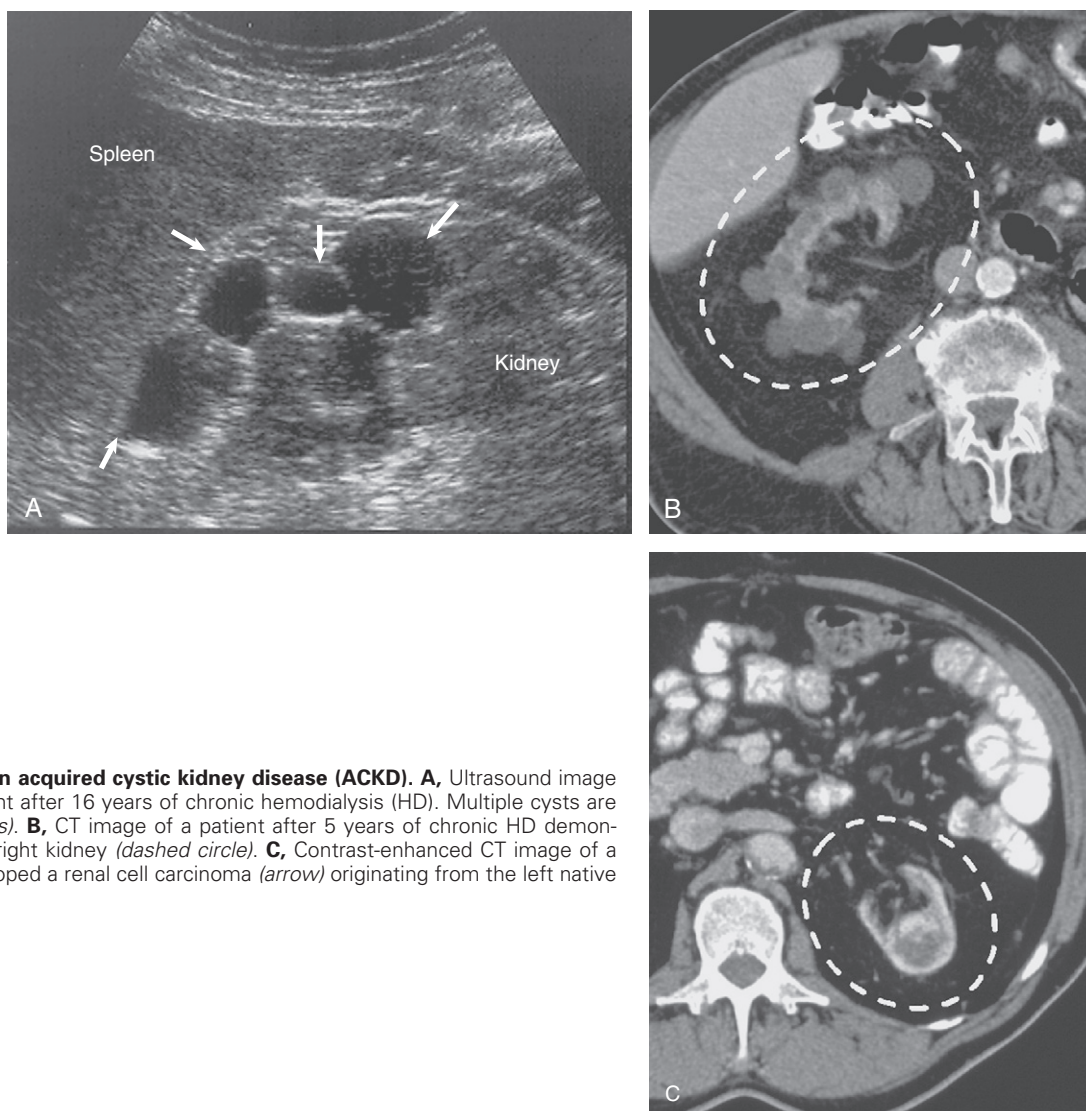 Spleen
Kidney
A
B
n acquired cystic kidney disease (ACKD). A, Ultrasound image
nt after 16 years of chronic hemodialysis (HD). Multiple cysts are
s). B, CT image of a patient after 5 years of chronic HD demon-
right kidney (dashed circle). C, Contrast-enhanced CT image of a
oped a renal cell carcinoma (arrow) originating from the left native
C